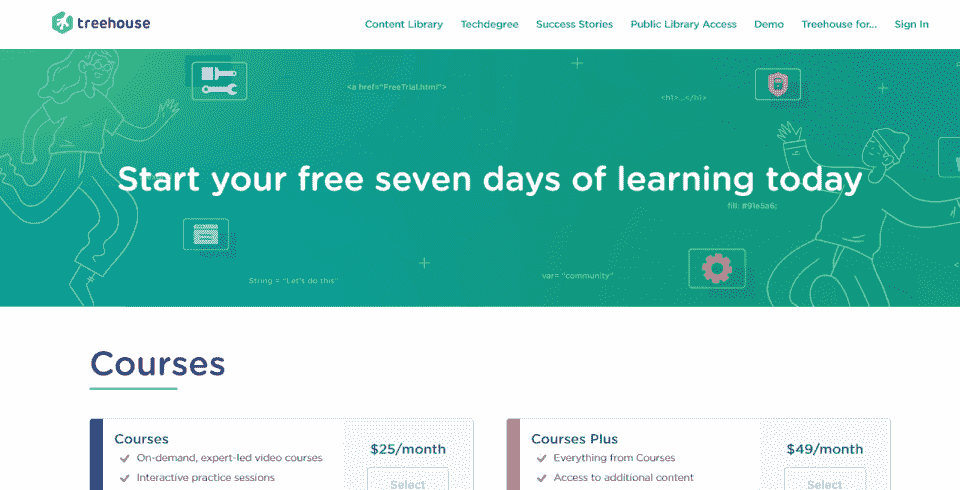 treehouse
Content Library Techdegree Success Stories Public Library Access Demo Treehouse for... Sign In
<a href="FreeTrial.html">
<h1>...</h1>
Start your free seven days of learning today
fill: #91e5a6;
String = "Let's do this"
var= "community"
Courses
Courses
On-demand, expert-led video courses
Interactive practice sessions
$25/month
Select
Courses Plus
Everything from Courses
Access to additional content
$49/month
Select